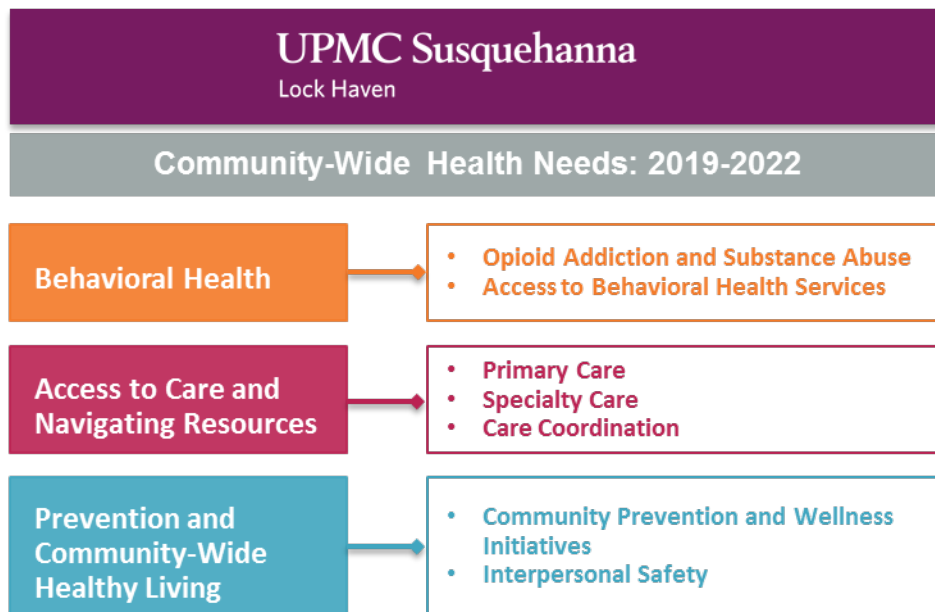 UPMC Susquehanna
Lock Haven
Community-Wide Health Needs: 2019-2022
Behavioral Health
• Opioid Addiction and Substance Abuse
• Access to Behavioral Health Services
Access to Care and
Navigating Resources
• Primary Care
• Specialty Care
• Care Coordination
Prevention and
Community-Wide
Healthy Living
• Community Prevention and Wellness
Initiatives
• Interpersonal Safety